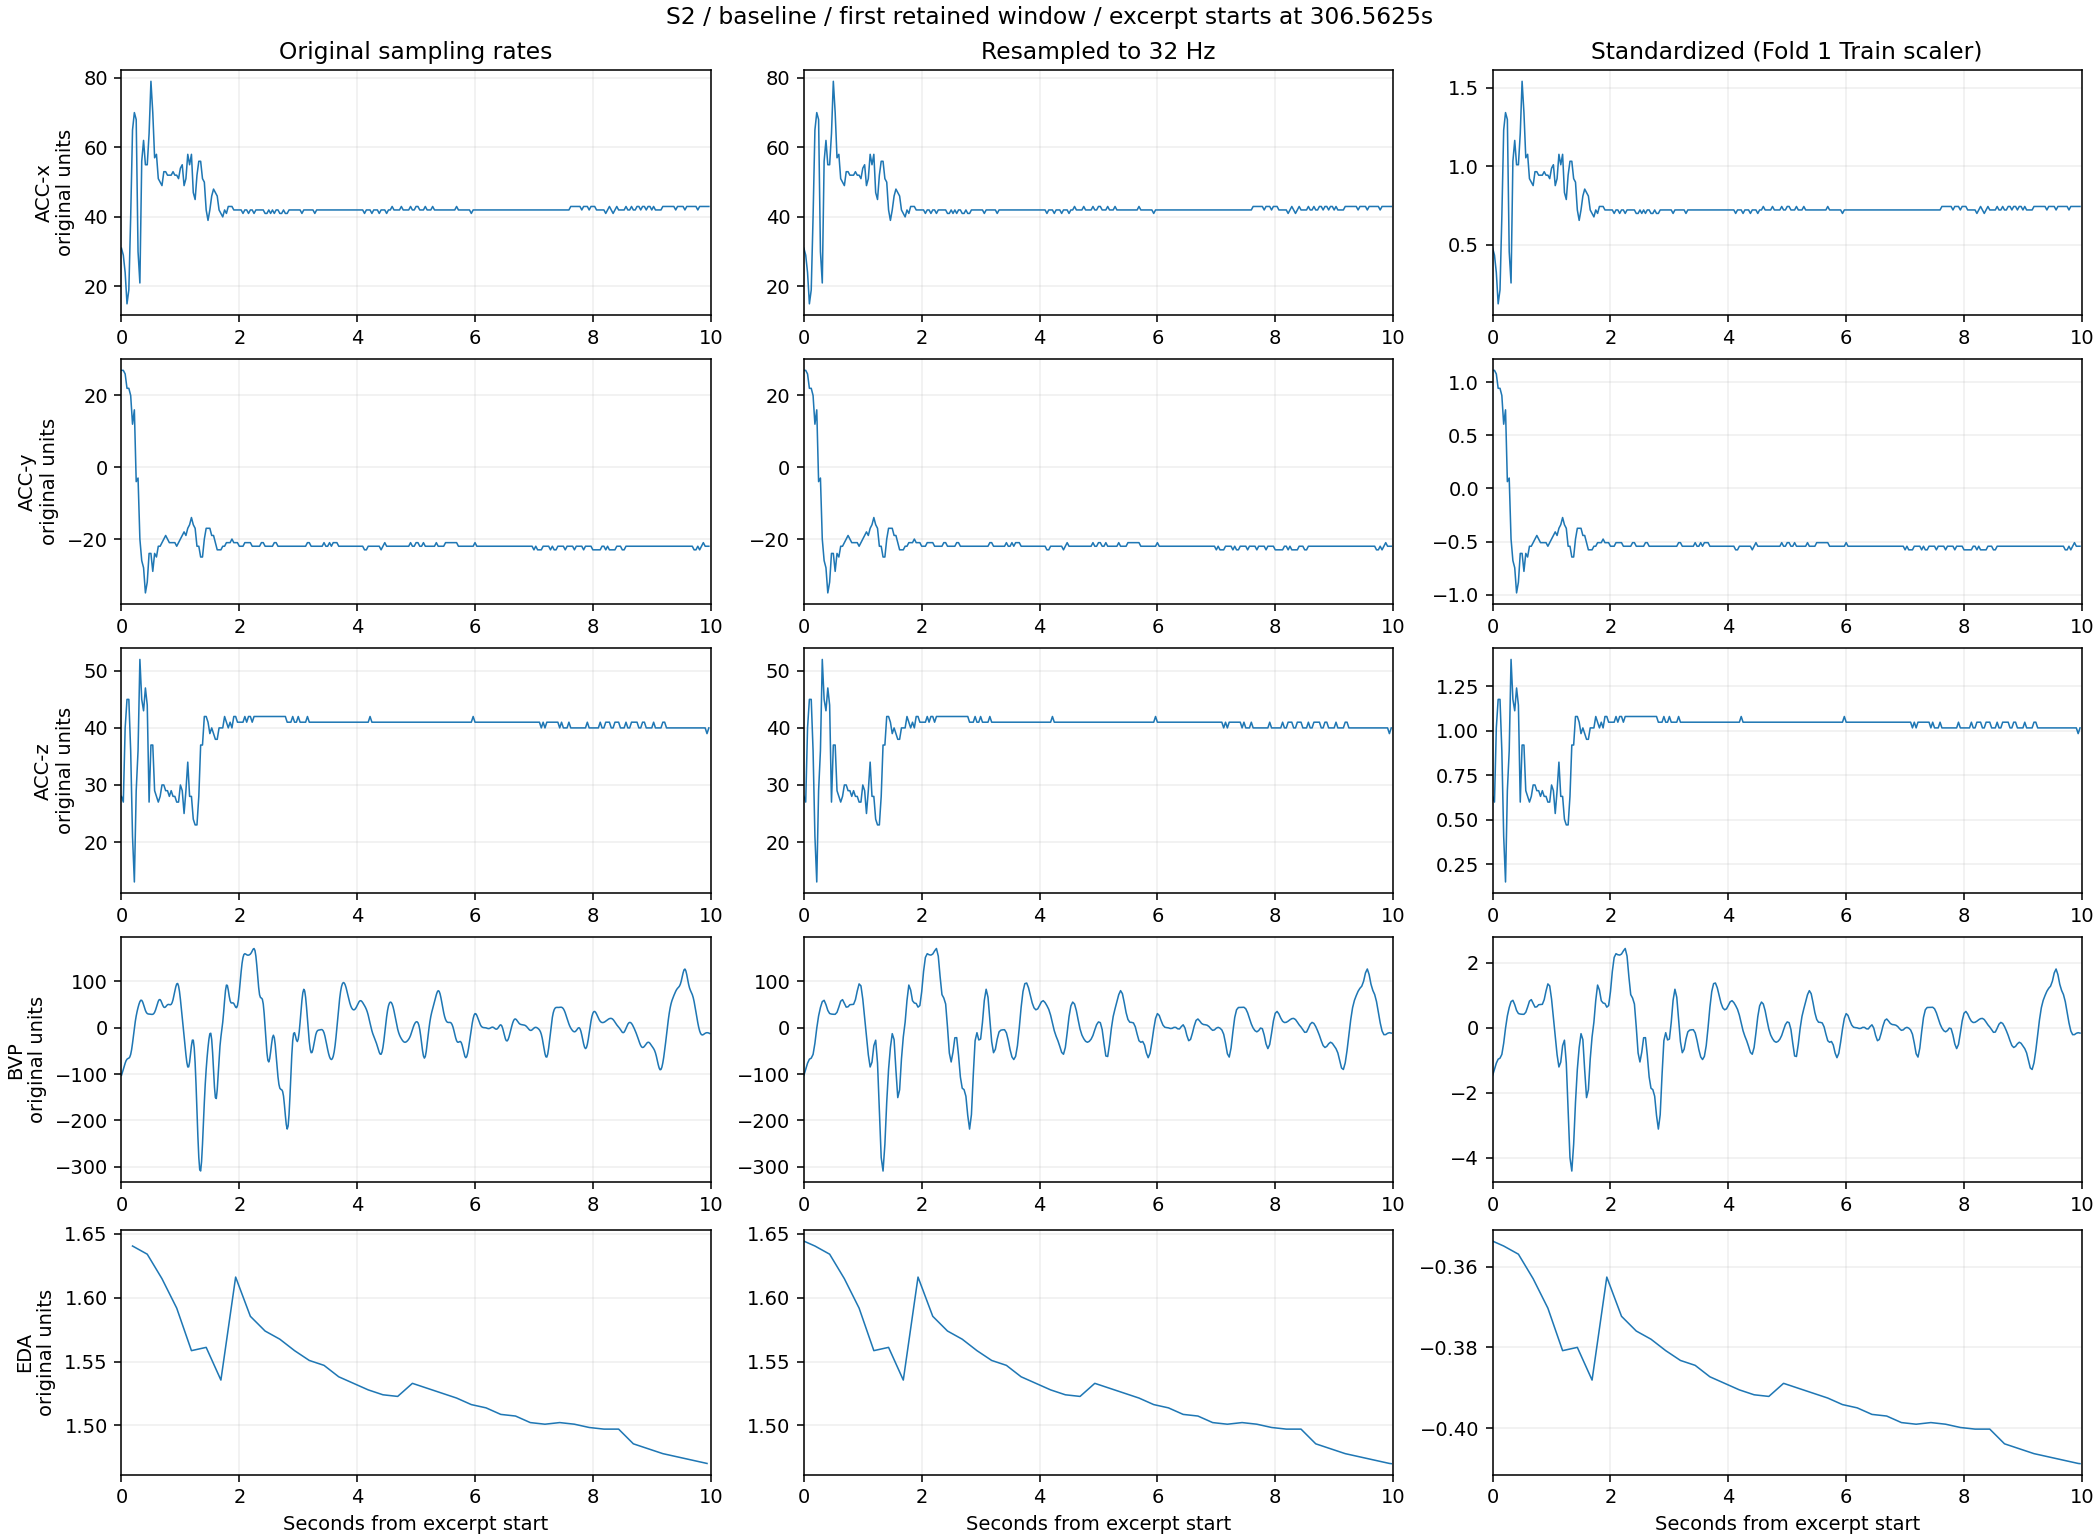 S2 / baseline / first retained window / excerpt starts at 306.5625s
Original sampling rates
Resampled to 32 Hz
Standardized (Fold 1 Train scaler)
ACC-x
original units
80
60
40
20
0 2 4 6 8 10
80
60
40
20
0 2 4 6 8 10
1.5
1.0
0.5
0 2 4 6 8 10
ACC-y
original units
20
0
−20
0 2 4 6 8 10
20
0
−20
0 2 4 6 8 10
1.0
0.5
0.0
−0.5
−1.0
0 2 4 6 8 10
ACC-z
original units
50
40
30
20
0 2 4 6 8 10
50
40
30
20
0 2 4 6 8 10
1.25
1.00
0.75
0.50
0.25
0 2 4 6 8 10
BVP
original units
100
0
−100
−200
−300
0 2 4 6 8 10
100
0
−100
−200
−300
0 2 4 6 8 10
2
0
−2
−4
0 2 4 6 8 10
EDA
original units
1.65
1.60
1.55
1.50
0 2 4 6 8 10
Seconds from excerpt start
1.65
1.60
1.55
1.50
0 2 4 6 8 10
Seconds from excerpt start
−0.36
−0.38
−0.40
0 2 4 6 8 10
Seconds from excerpt start